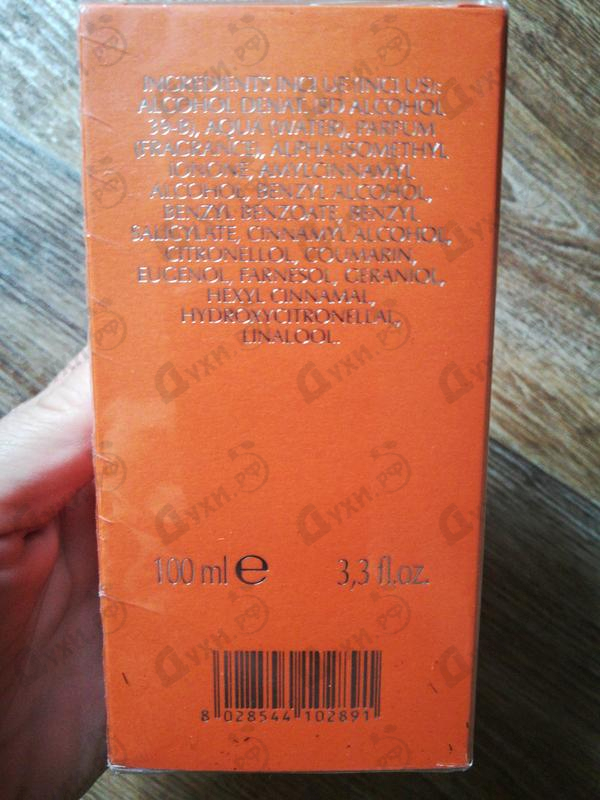 INGREDIENTS INCI UE (INCI US):
ALCOHOL DENAT. (SD ALCOHOL
39-B), AQUA (WATER), PARFUM
(FRAGRANCE), ALPHA-ISOMETHYL
IONONE, AMYLCINNAMYL
ALCOHOL, BENZYL ALCOHOL,
BENZYL BENZOATE, BENZYL
SALICYLATE, CINNAMYL ALCOHOL,
CITRONELLOL, COUMARIN,
EUGENOL, FARNESOL, GERANIOL,
HEXYL CINNAMAL,
HYDROXYCITRONELLAL,
LINALOOL.
100 ml e 3,3 fl.oz.
8 028544 102891
Духи.рф